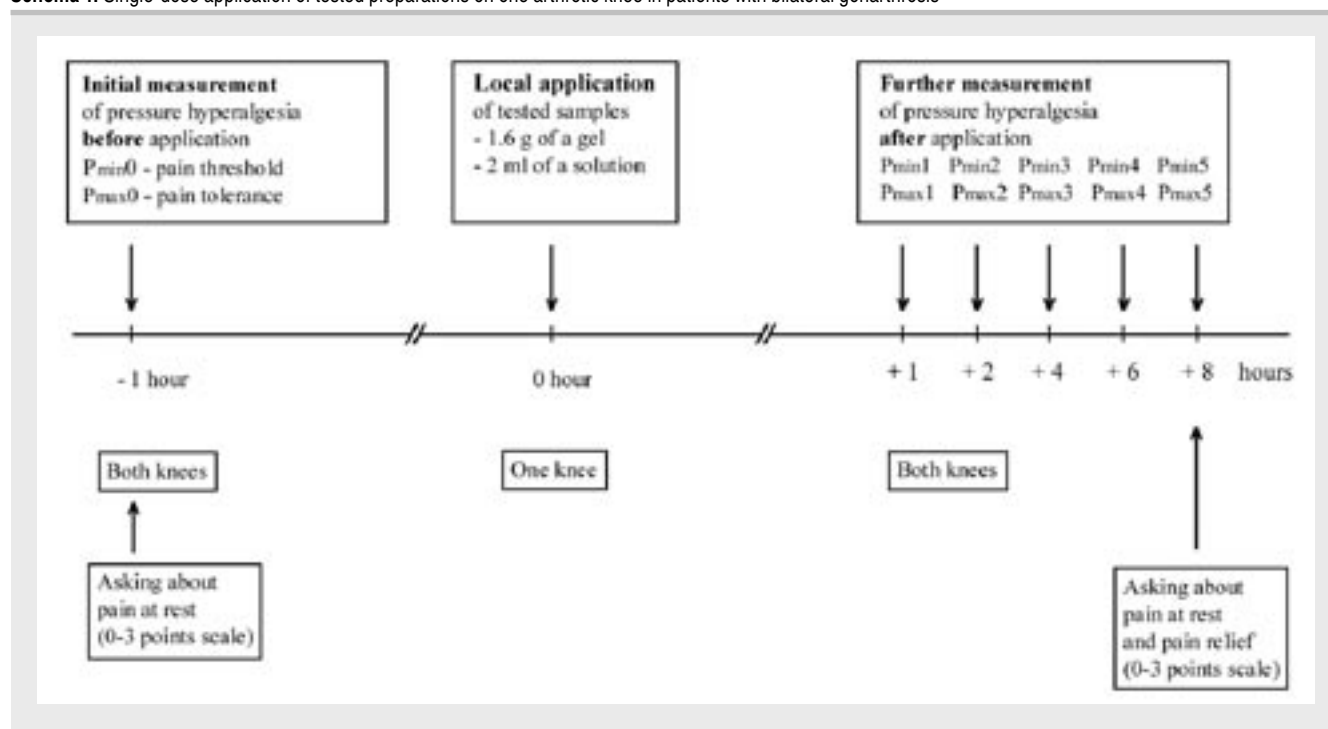 Schema 1. Single-dose application of tested preparations on one arthrotic knee in patients with bilateral gonarthrosis
Initial measurement
of pressure hyperalgesia
before application
Pmin0 - pain threshold
Pmax0 - pain tolerance
Local application
of tested samples
- 1.6 g of a gel
- 2 ml of a solution
Further measurement
of pressure hyperalgesia
after application
Pmin1 Pmin2 Pmin3 Pmin4 Pmin5
Pmax1 Pmax2 Pmax3 Pmax4 Pmax5
- 1 hour
0 hour
+ 1 + 2 + 4 + 6 + 8 hours
Both knees
One knee
Both knees
Asking about
pain at rest
(0-3 points scale)
Asking about
pain at rest
and pain relief
(0-3 points scale)